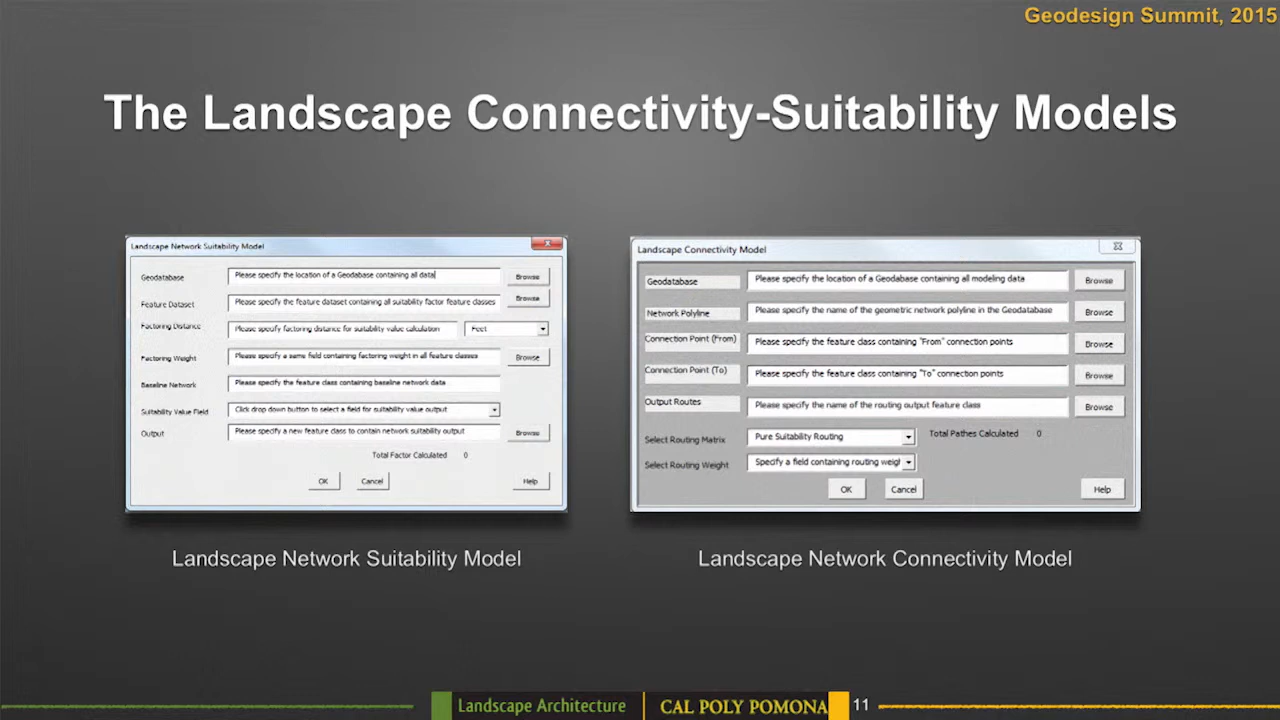 Geodesign Summit, 2015
The Landscape Connectivity-Suitability Models
Landscape Network Suitability Model
Geodatabase Please specify the location of a Geodabase containing all data Browse
Feature Dataset Please specify the feature dataset containing all suitability factor feature classes Browse
Factoring Distance Please specify factoring distance for suitability value calculation Feet
Factoring Weight Please specify a same field containing factoring weight in all feature classes Browse
Baseline Network Please specify the feature class containing baseline network data
Suitability Value Field Click drop down button to select a field for suitability value output
Output Please specify a new feature class to contain network suitability output Browse
Total Factor Calculated 0
OK Cancel Help
Landscape Connectivity Model
Geodatabase Please specify the location of a Geodabase containing all modeling data Browse
Network Polyline Please specify the name of the geometric network polyline in the Geodatabase Browse
Connection Point (From) Please specify the feature class containing "From" connection points Browse
Connection Point (To) Please specify the feature class containing "To" connection points Browse
Output Routes Please specify the name of the routing output feature class Browse
Select Routing Matrix Pure Suitability Routing Total Pathes Calculated 0
Select Routing Weight Specify a field containing routing weigh
OK Cancel Help
Landscape Network Suitability Model
Landscape Network Connectivity Model
Landscape Architecture CAL POLY POMONA 11